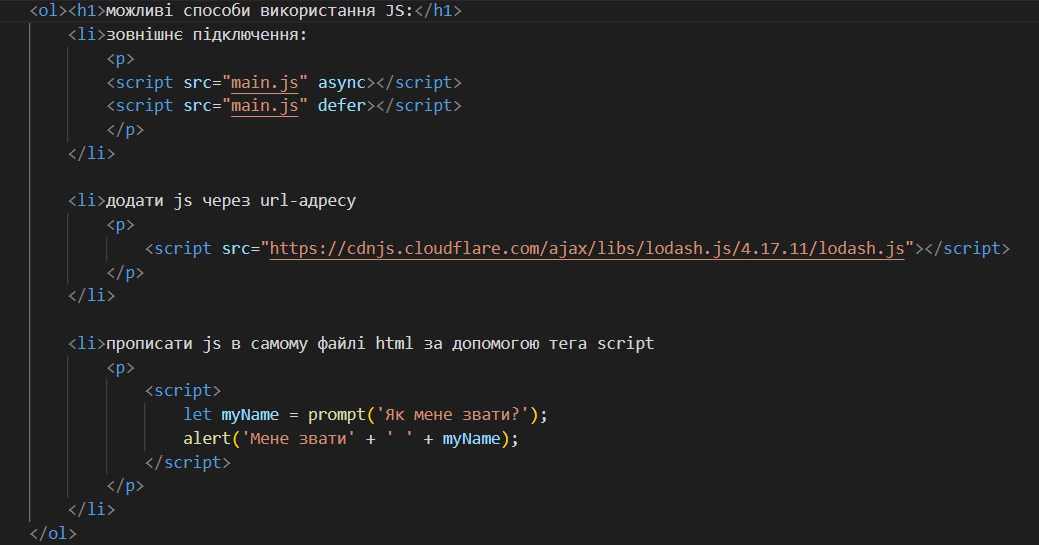 <ol><h1>можливі способи використання JS:</h1>
<li>зовнішнє підключення:
<p>
<script src="main.js" async></script>
<script src="main.js" defer></script>
</p>
</li>
<li>додати js через url-адресу
<p>
<script src="https://cdnjs.cloudflare.com/ajax/libs/lodash.js/4.17.11/lodash.js"></script>
</p>
</li>
<li>прописати js в самому файлі html за допомогою тега script
<p>
<script>
let myName = prompt('Як мене звати?');
alert('Мене звати' + ' ' + myName);
</script>
</p>
</li>
</ol>